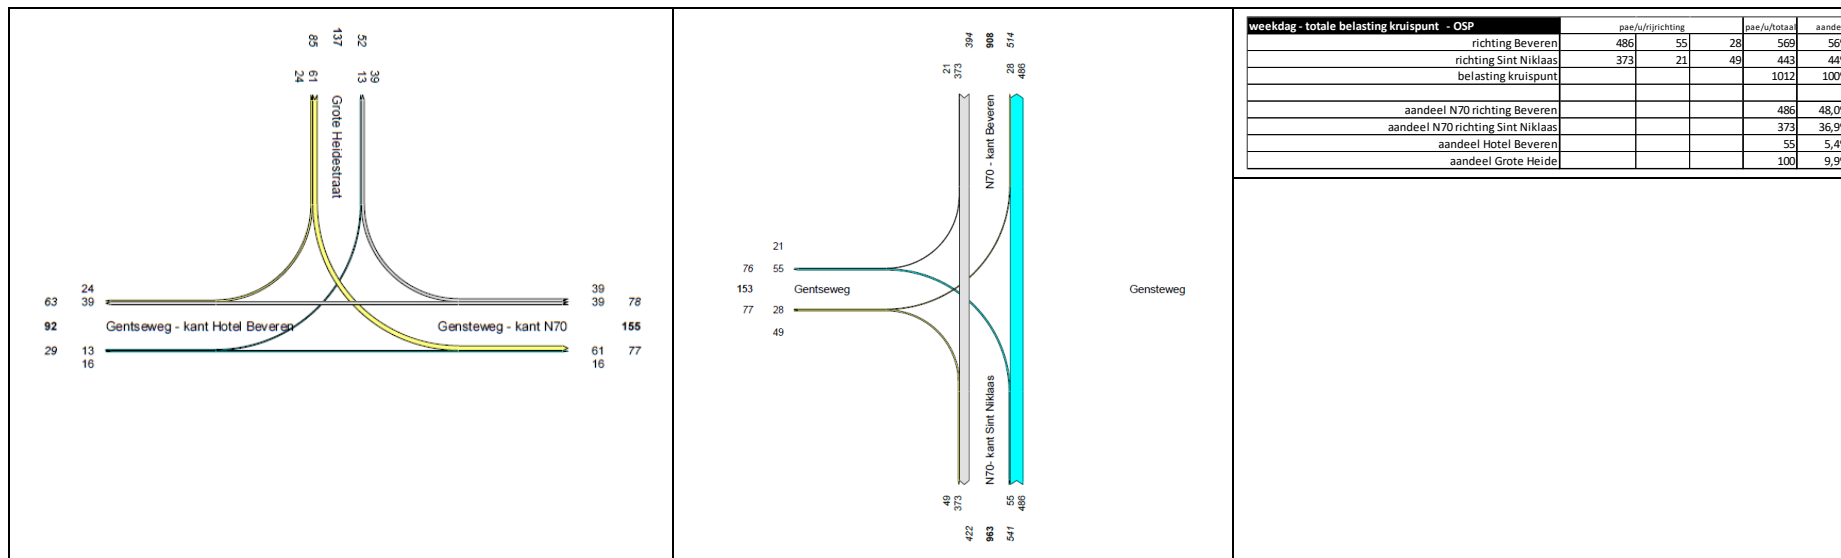 85 137 52
24 61 13 39
Grote Heidestraat
24 39
63 39 39 78
92 Gentseweg - kant Hotel Beveren Gensteweg - kant N70 155
29 13 61 77
16 16
394 908 514
21 373 28 486
N70 - kant Beveren
21
76 55
153 Gentseweg Gensteweg
77 28
49
N70- kant Sint Niklaas
49 373 55 486
422 963 541
weekdag - totale belasting kruispunt - OSP pae/u/rijrichting pae/u/totaal aande
richting Beveren 486 55 28 569 56
richting Sint Niklaas 373 21 49 443 44
belasting kruispunt 1012 100
aandeel N70 richting Beveren 486 48,0
aandeel N70 richting Sint Niklaas 373 36,9
aandeel Hotel Beveren 55 5,4
aandeel Grote Heide 100 9,9